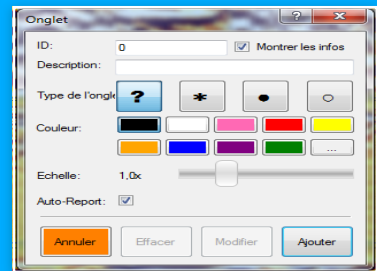 Onglet
ID: 0 Montrer les infos
Description:
Type de l'ongle ? * ● ○
Couleur:
...
Echelle: 1,0x
Auto-Report:
Annuler Effacer Modifier Ajouter